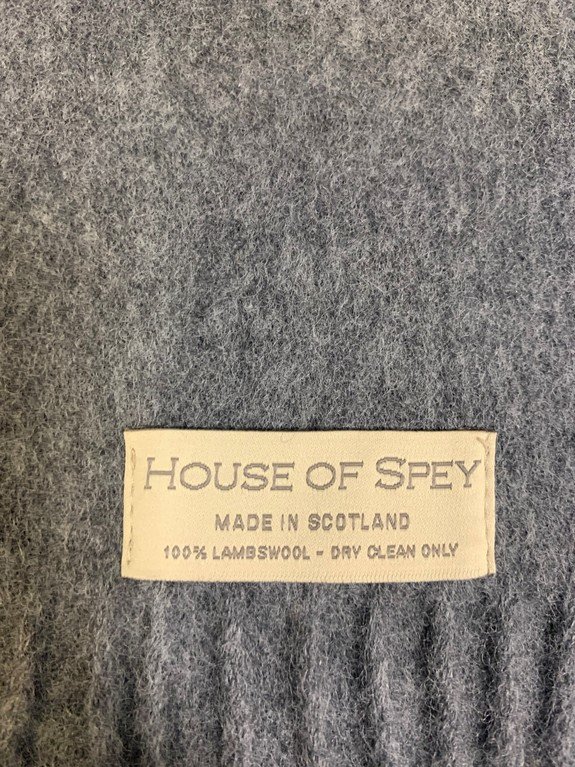 HOUSE OF SPEY
MADE IN SCOTLAND
100% LAMBSWOOL - DRY CLEAN ONLY